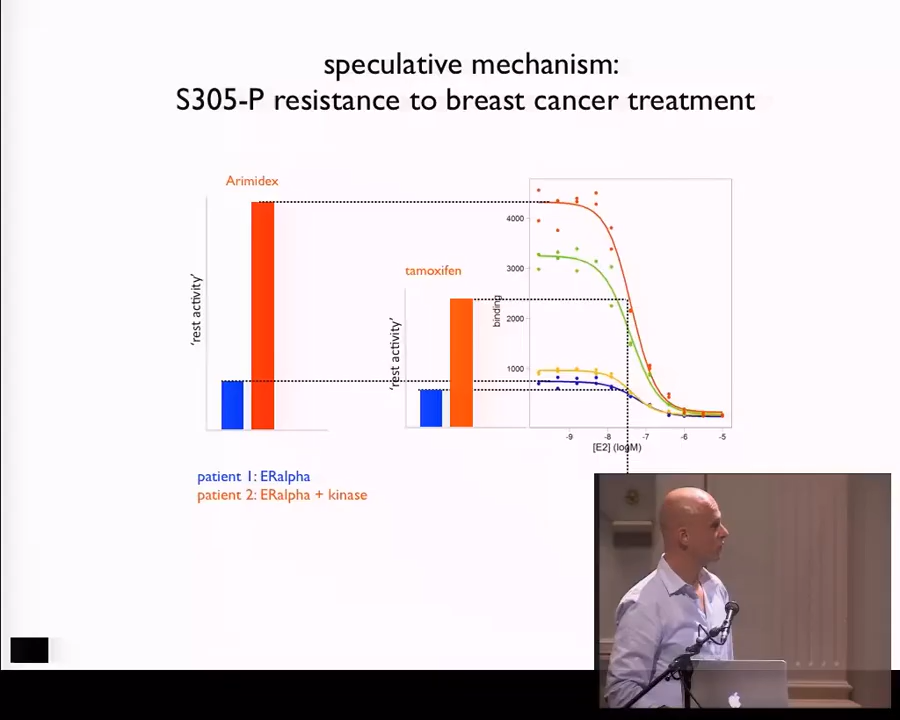 speculative mechanism:
S305-P resistance to breast cancer treatment
Arimidex
'rest activity'
tamoxifen
'rest activity'
binding
4000
3000
2000
1000
-9 -8 -7 -6 -5
[E2] (logM)
patient 1: ERalpha
patient 2: ERalpha + kinase